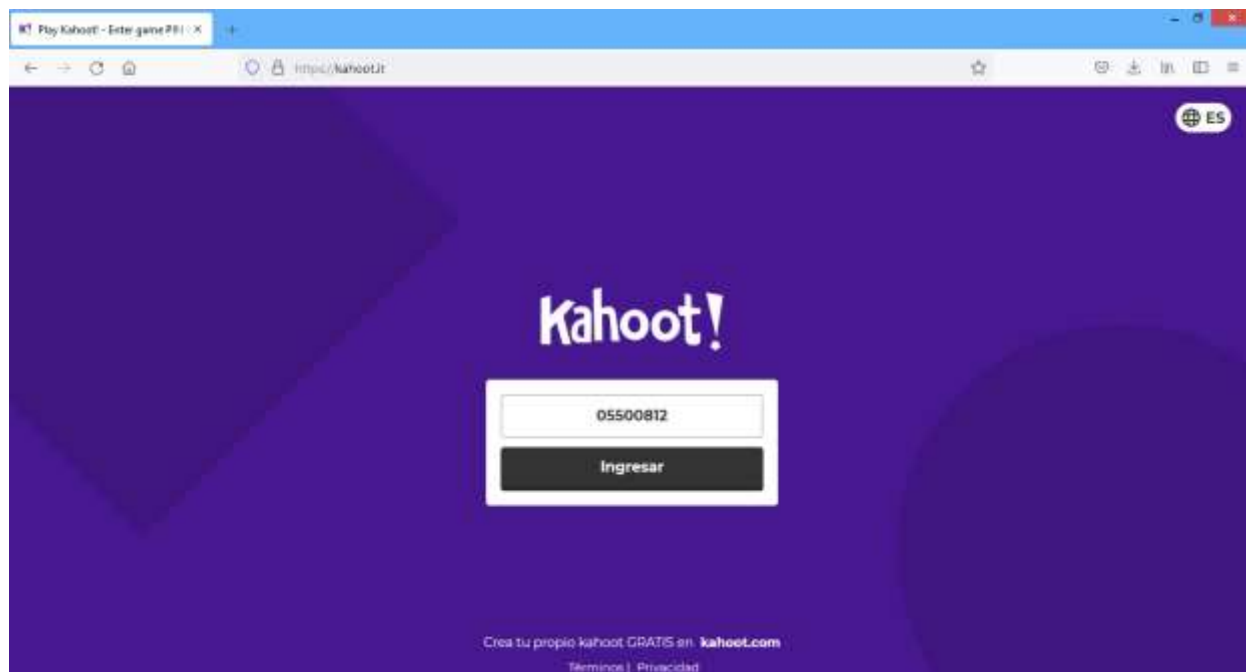 Play Kahoot! - Enter game PIN
https://kahoot.it
ES
Kahoot!
05500812
Ingresar
Crea tu propio kahoot GRATIS en kahoot.com
Términos | Privacidad